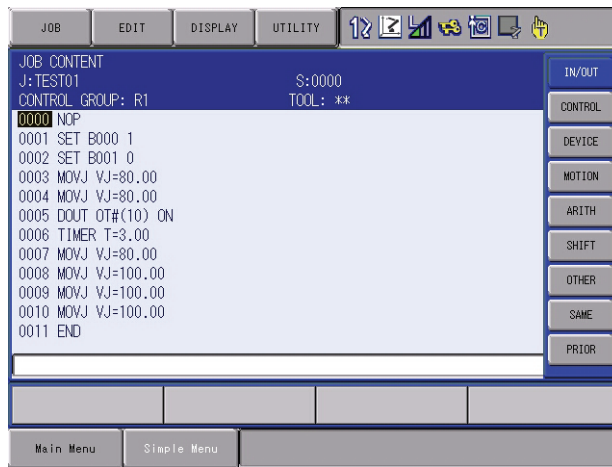 JOB EDIT DISPLAY UTILITY
JOB CONTENT
J:TEST01 S:0000
CONTROL GROUP: R1 TOOL: **
0000 NOP
0001 SET B000 1
0002 SET B001 0
0003 MOVJ VJ=80.00
0004 MOVJ VJ=80.00
0005 DOUT OT#(10) ON
0006 TIMER T=3.00
0007 MOVJ VJ=80.00
0008 MOVJ VJ=100.00
0009 MOVJ VJ=100.00
0010 MOVJ VJ=100.00
0011 END
IN/OUT
CONTROL
DEVICE
MOTION
ARITH
SHIFT
OTHER
SAME
PRIOR
Main Menu Simple Menu